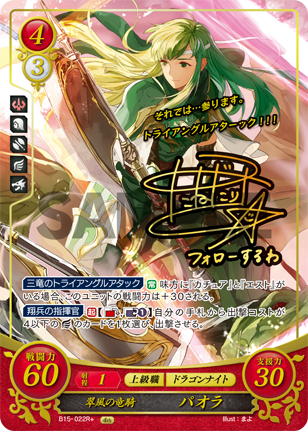 4
3
それでは…参ります。
トライアングルアタァック!!!
フォローするわ
SAMPLE
三竜のトライアングルアタック 常 味方に『カチュア』と『エスト』が
いる場合、このユニットの戦闘力は+30される。
翔兵の指揮官 起 自分の手札から出撃コストが
4以下の のカードを1枚選び、出撃させる。
戦闘力
60
射程 1 上級職 ドラゴンナイト
支援力
30
翠風の竜騎 パオラ
B15-022R+ Illust:まよ